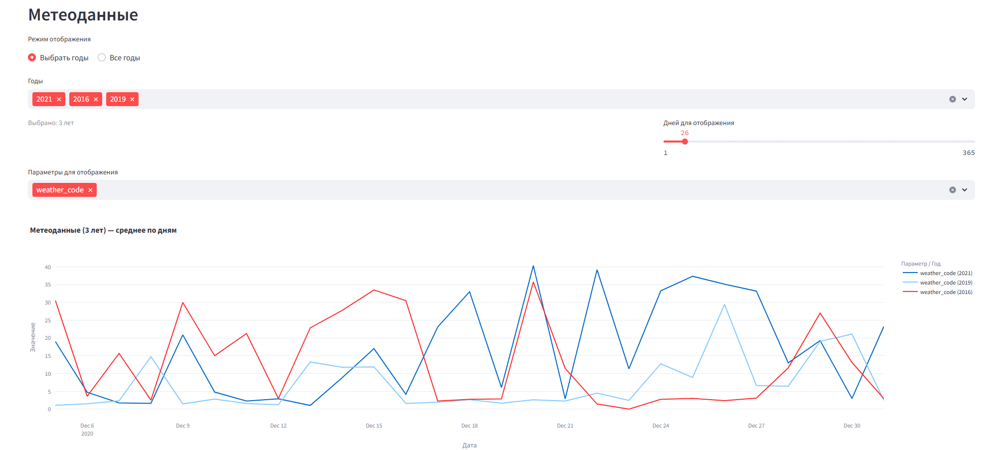 Метеоданные
Режим отображения
Выбрать годы Все годы
Годы
2021 2016 2019
Выбрано: 3 лет
Дней для отображения
26
1 365
Параметры для отображения
weather_code
Метеоданные (3 лет) — среднее по дням
Параметр / Год
weather_code (2021)
weather_code (2019)
weather_code (2016)
Значение
40
35
30
25
20
15
10
5
0
Dec 6 Dec 9 Dec 12 Dec 15 Dec 18 Dec 21 Dec 24 Dec 27 Dec 30
2020
Дата